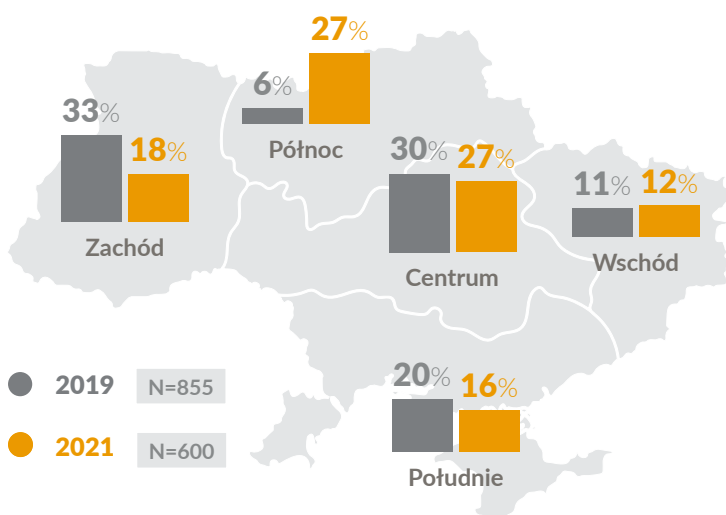 27%
6%
33%
18%
Północ
30%
27%
11%
12%
Zachód
Centrum
Wschód
2019
N=855
20%
16%
2021
N=600
Południe